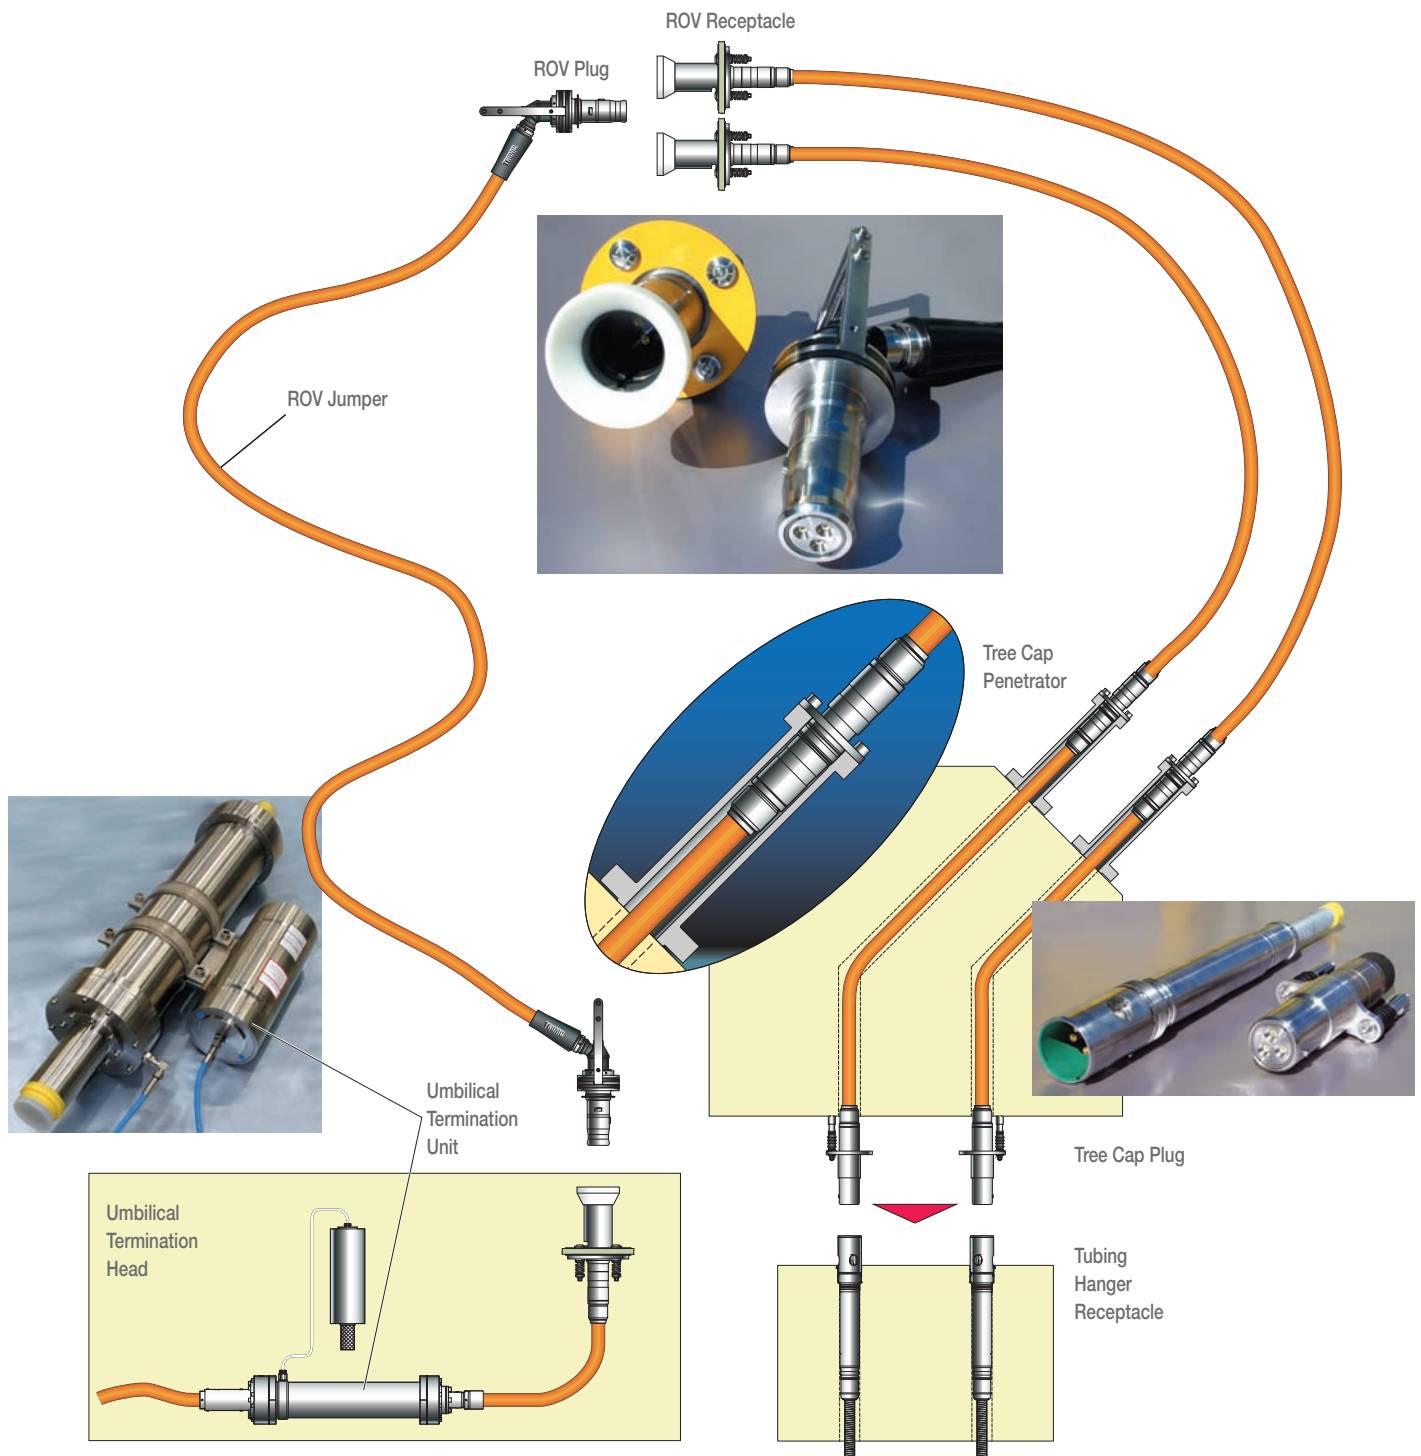 ROV Receptacle
ROV Plug
ROV Jumper
Tree Cap
Penetrator
Umbilical
Termination
Unit
Tree Cap Plug
Umbilical
Termination
Head
Tubing
Hanger
Receptacle